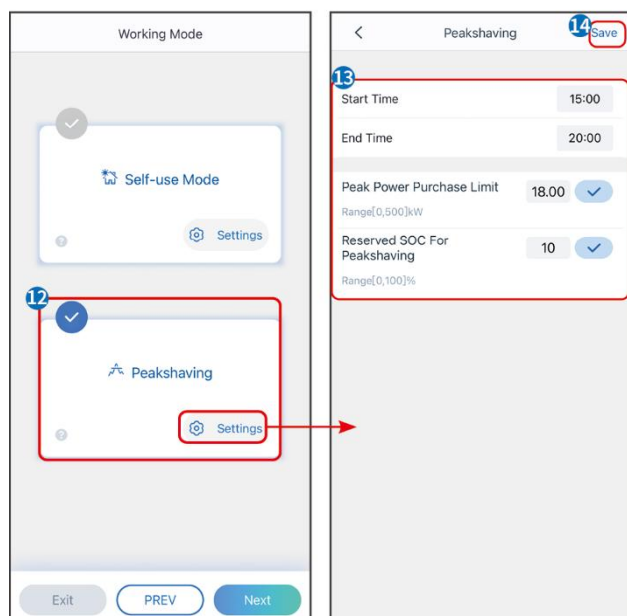 Working Mode
Self-use Mode
Settings
12
Peakshaving
Settings
Exit
PREV
Next
Peakshaving
14
Save
13
Start Time
15:00
End Time
20:00
Peak Power Purchase Limit
18.00
Range[0,500]kW
Reserved SOC For
Peakshaving
10
Range[0,100]%